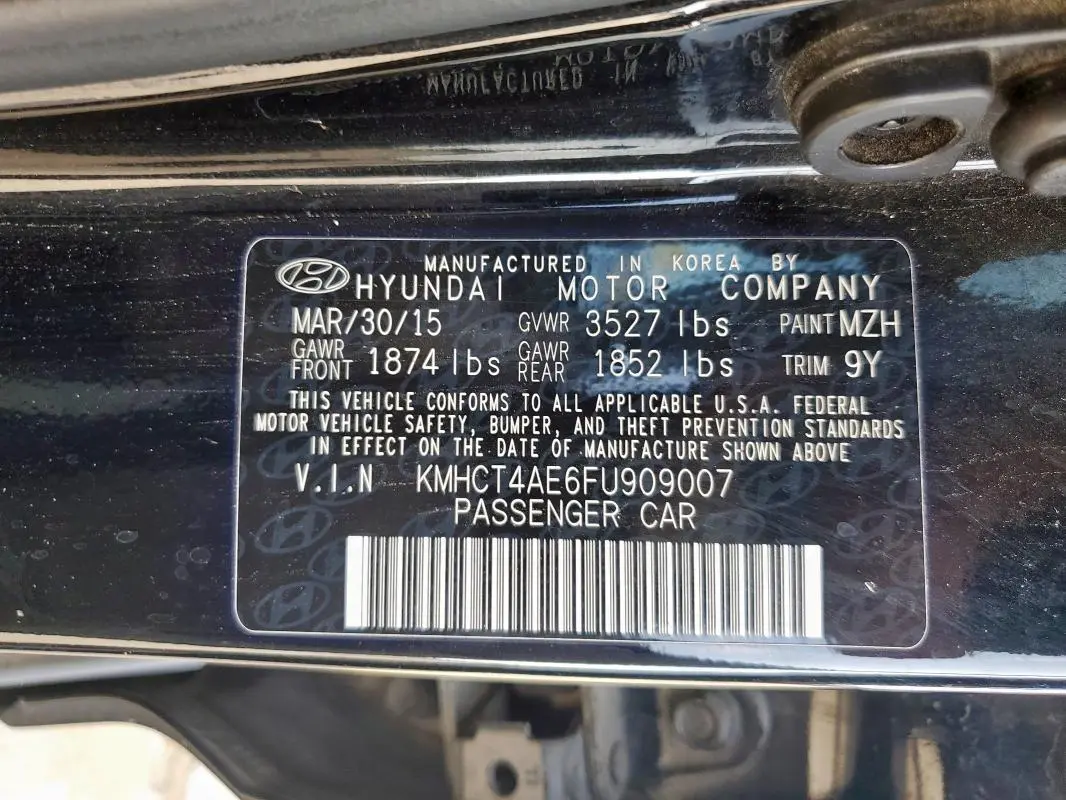 MANUFACTURED IN KOREA BY
HYUNDAI MOTOR COMPANY
MAR/30/15 GVWR 3527 lbs PAINT MZH
GAWR FRONT 1874 lbs GAWR REAR 1852 lbs TRIM 9Y
THIS VEHICLE CONFORMS TO ALL APPLICABLE U.S.A. FEDERAL
MOTOR VEHICLE SAFETY, BUMPER, AND THEFT PREVENTION STANDARDS
IN EFFECT ON THE DATE OF MANUFACTURE SHOWN ABOVE
V.I.N KMHCT4AE6FU909007
PASSENGER CAR